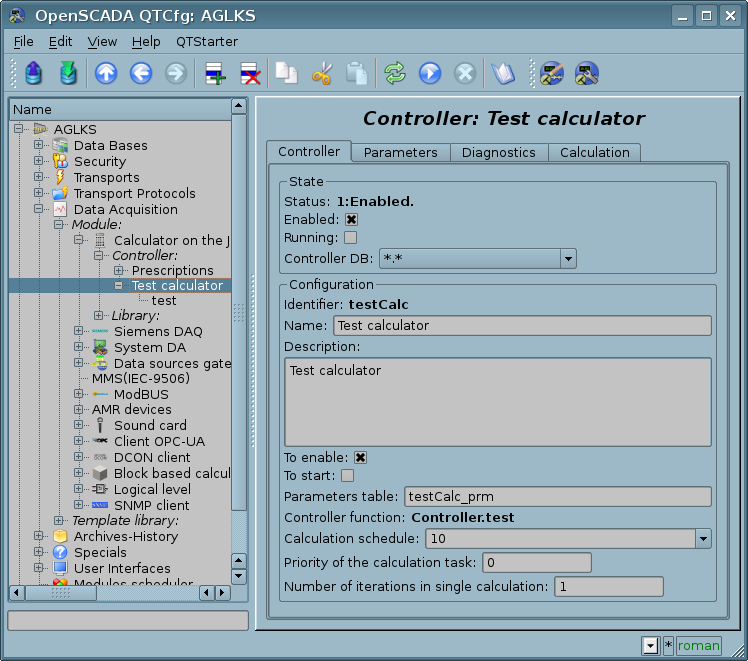 OpenSCADA QTCfg: AGLKS
File Edit View Help QTStarter
Name
AGLKS
Data Bases
Security
Transports
Transport Protocols
Data Acquisition
Module:
Calculator on the J
Controller:
Prescriptions
Test calculator
test
Library:
Siemens DAQ
System DA
Data sources gate
MMS(IEC-9506)
ModBUS
AMR devices
Sound card
Client OPC-UA
DCON client
Block based calcul
Logical level
SNMP client
Template library:
Archives-History
Specials
User Interfaces
Modules scheduler
Controller: Test calculator
Controller Parameters Diagnostics Calculation
State
Status: 1:Enabled.
Enabled:
Running:
Controller DB: *.*
Configuration
Identifier: testCalc
Name: Test calculator
Description:
Test calculator
To enable:
To start:
Parameters table: testCalc_prm
Controller function: Controller.test
Calculation schedule: 10
Priority of the calculation task: 0
Number of iterations in single calculation: 1
* roman